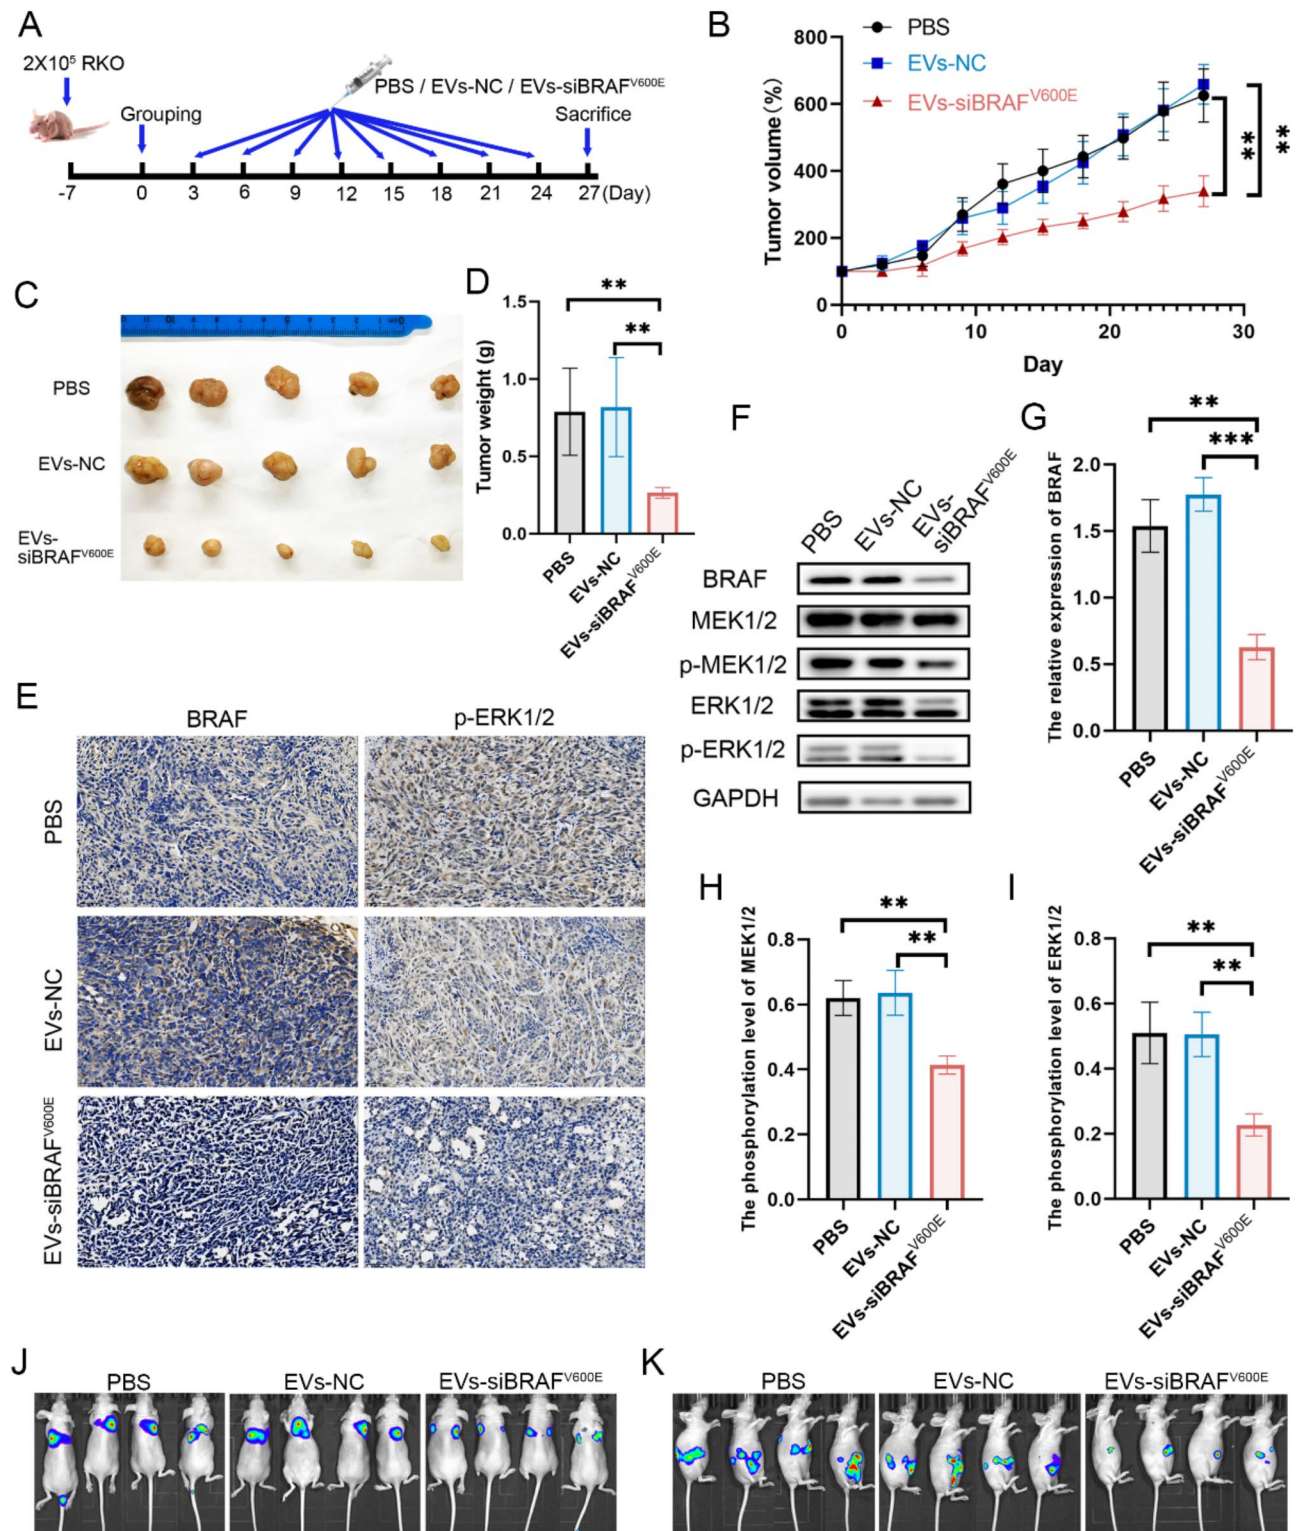 A
2X10⁵ RKO
PBS / EVs-NC / EVs-siBRAF^V600E
Grouping
Sacrifice
-7 0 3 6 9 12 15 18 21 24 27(Day)
B
PBS
EVs-NC
EVs-siBRAF^V600E
Tumor volume (%)
800
600
400
200
0
0 10 20 30
Day
**
**
C
PBS
EVs-NC
EVs-
siBRAF^V600E
D
Tumor weight (g)
1.5
1.0
0.5
0.0
**
**
PBS
EVs-NC
EVs-siBRAF^V600E
E
BRAF
p-ERK1/2
PBS
EVs-NC
EVs-siBRAF^V600E
F
PBS
EVs-NC
EVs-
siBRAF^V600E
BRAF
MEK1/2
p-MEK1/2
ERK1/2
p-ERK1/2
GAPDH
G
The relative expression of BRAF
2.0
1.5
1.0
0.5
0.0
**
***
PBS
EVs-NC
EVs-siBRAF^V600E
H
The phosphorylation level of MEK1/2
0.8
0.6
0.4
0.2
0.0
**
**
PBS
EVs-NC
EVs-siBRAF^V600E
I
The phosphorylation level of ERK1/2
0.8
0.6
0.4
0.2
0.0
**
**
PBS
EVs-NC
EVs-siBRAF^V600E
J
PBS
EVs-NC
EVs-siBRAF^V600E
K
PBS
EVs-NC
EVs-siBRAF^V600E